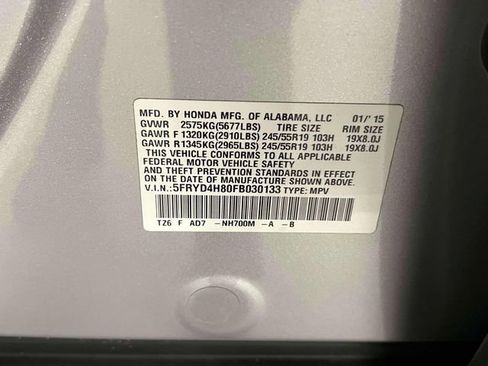 MFD. BY HONDA MFG. OF ALABAMA, LLC 01/'15
GVWR 2575KG(5677LBS) TIRE SIZE RIM SIZE
GAWR F 1320KG(2910LBS) 245/55R19 103H 19X8.0J
GAWR R 1345KG(2965LBS) 245/55R19 103H 19X8.0J
THIS VEHICLE CONFORMS TO ALL APPLICABLE
FEDERAL MOTOR VEHICLE SAFETY
AND THEFT PREVENTION STANDARDS IN EFFECT ON
THE DATE OF MANUFACTURE SHOWN ABOVE.
V.I.N.:5FRYD4H80FB030133 TYPE: MPV
TZ6 F AD7 -NH700M -A -B